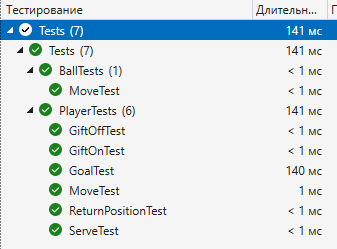 Тестирование Длительн...
Tests (7) 141 мс
Tests (7) 141 мс
BallTests (1) < 1 мс
MoveTest < 1 мс
PlayerTests (6) 141 мс
GiftOffTest < 1 мс
GiftOnTest < 1 мс
GoalTest 140 мс
MoveTest 1 мс
ReturnPositionTest < 1 мс
ServeTest < 1 мс